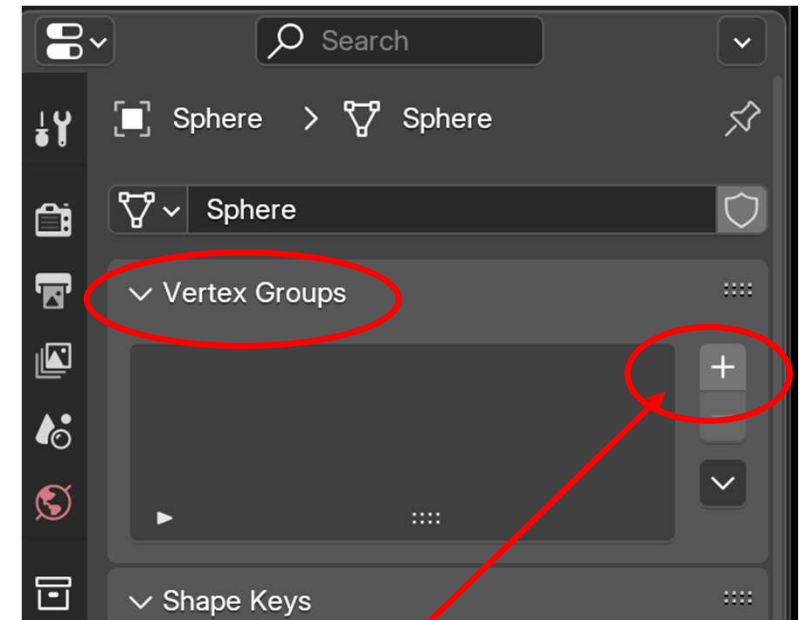 Search
Sphere > Sphere
Sphere
Vertex Groups
Shape Keys